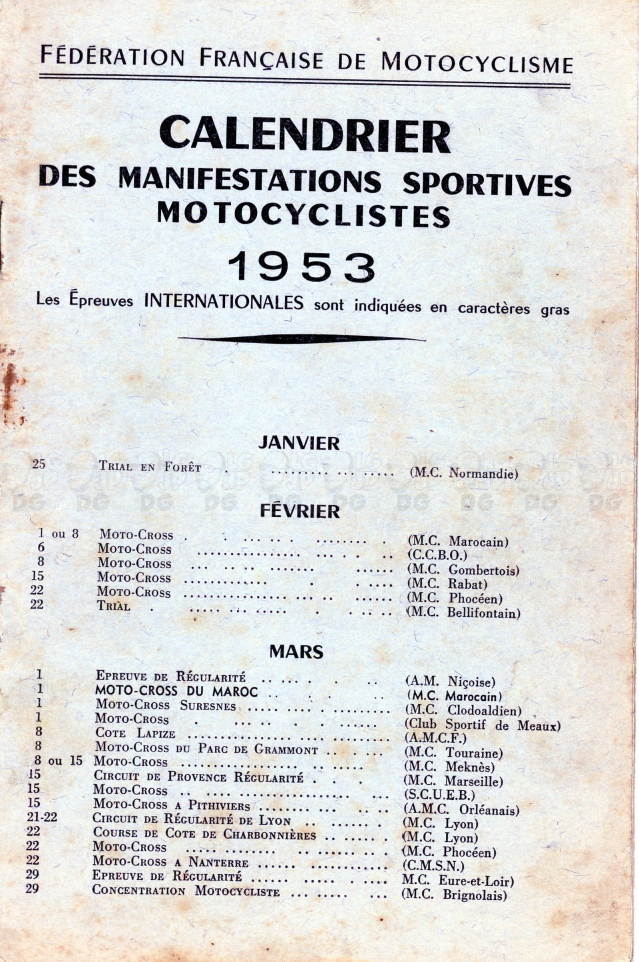 FÉDÉRATION FRANÇAISE DE MOTOCYCLISME
CALENDRIER
DES MANIFESTATIONS SPORTIVES
MOTOCYCLISTES
1953
Les Épreuves INTERNATIONALES sont indiquées en caractères gras
JANVIER
25 TRIAL EN FORÊT . .......... ... ..... (M.C. Normandie)
FÉVRIER
1 ou 8 MOTO-CROSS . . ... .. ........ . (M.C. Marocain)
6 MOTO-CROSS ................ ... . .. (C.C.B.O.)
8 MOTO-CROSS ... .. ....... ...... (M.C. Gombertois)
15 MOTO-CROSS ............. . ...... (M.C. Rabat)
22 MOTO-CROSS ................ ... .. ...... (M.C. Phocéen)
22 TRIAL . ..... ... ..... . .. .. (M.C. Bellifontain)
MARS
1 EPREUVE DE RÉGULARITÉ .. ... . .. (A.M. Niçoise)
1 MOTO-CROSS DU MAROC .. . . ..... (M.C. Marocain)
1 MOTO-CROSS SURESNES ..... .... . ......... (M.C. Clodoaldien)
1 MOTO-CROSS . ..... . .. ...... (Club Sportif de Meaux)
8 COTE LAPIZE ............................ (A.M.C.F.)
8 MOTO-CROSS DU PARC DE GRAMMONT .. . .... (M.C. Touraine)
8 ou 15 MOTO-CROSS .................. . ........ (M.C. Meknès)
15 CIRCUIT DE PROVENCE RÉGULARITÉ . . ..... (M.C. Marseille)
15 MOTO-CROSS .. ..... ... ...... .... (S.C.U.E.B.)
15 MOTO-CROSS A PITHIVIERS ...... ... .. ...... (A.M.C. Orléanais)
21-22 CIRCUIT DE RÉGULARITÉ DE LYON .. ....... (M.C. Lyon)
22 COURSE DE COTE DE CHARBONNIÈRES .. ...... (M.C. Lyon)
22 MOTO-CROSS ..... ........... ..... .. (M.C. Phocéen)
22 MOTO-CROSS A NANTERRE ...... ............ (C.M.S.N.)
29 EPREUVE DE RÉGULARITÉ ...... ..... . .... M.C. Eure-et-Loir)
29 CONCENTRATION MOTOCYCLISTE ... ..... ... (M.C. Brignolais)